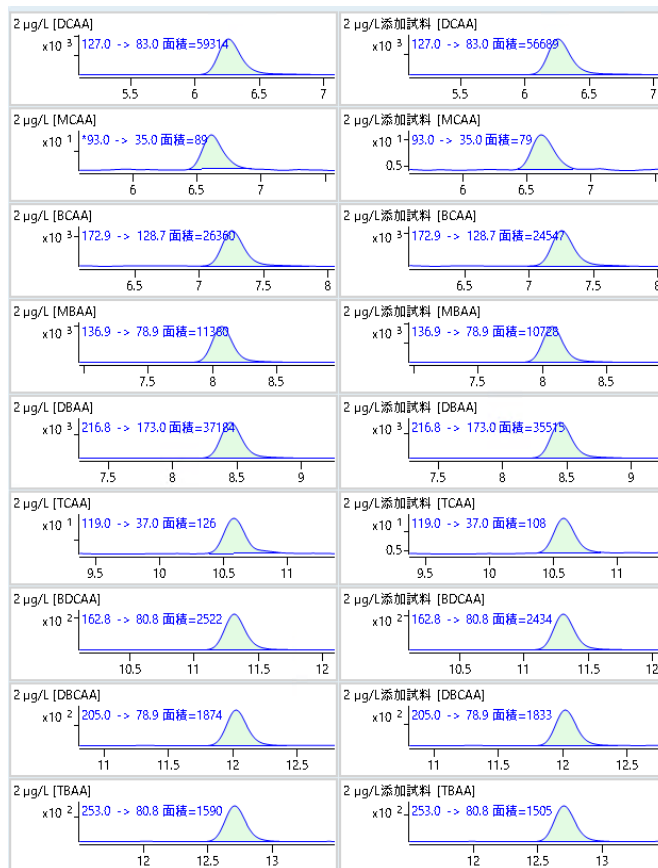 2 µg/L [DCAA]
x10 3
127.0 -> 83.0 面積=59314
5.5 6 6.5 7
2 µg/L添加試料 [DCAA]
x10 3
127.0 -> 83.0 面積=56689
5.5 6 6.5 7
2 µg/L [MCAA]
x10 1
*93.0 -> 35.0 面積=89
6 6.5 7
2 µg/L添加試料 [MCAA]
x10 1
93.0 -> 35.0 面積=79
0.5
6 6.5 7
2 µg/L [BCAA]
x10 3
172.9 -> 128.7 面積=26360
6.5 7 7.5 8
2 µg/L添加試料 [BCAA]
x10 3
172.9 -> 128.7 面積=24547
6.5 7 7.5 8
2 µg/L [MBAA]
x10 3
136.9 -> 78.9 面積=11380
7.5 8 8.5
2 µg/L添加試料 [MBAA]
x10 3
136.9 -> 78.9 面積=10728
7.5 8 8.5
2 µg/L [DBAA]
x10 3
216.8 -> 173.0 面積=37184
7.5 8 8.5 9
2 µg/L添加試料 [DBAA]
x10 3
216.8 -> 173.0 面積=35515
7.5 8 8.5 9
2 µg/L [TCAA]
x10 1
119.0 -> 37.0 面積=126
9.5 10 10.5 11
2 µg/L添加試料 [TCAA]
x10 1
119.0 -> 37.0 面積=108
0.5
9.5 10 10.5 11
2 µg/L [BDCAA]
x10 2
162.8 -> 80.8 面積=2522
10.5 11 11.5 12
2 µg/L添加試料 [BDCAA]
x10 2
162.8 -> 80.8 面積=2434
10.5 11 11.5 12
2 µg/L [DBCAA]
x10 2
205.0 -> 78.9 面積=1874
11 11.5 12 12.5
2 µg/L添加試料 [DBCAA]
x10 2
205.0 -> 78.9 面積=1833
11 11.5 12 12.5
2 µg/L [TBAA]
x10 2
253.0 -> 80.8 面積=1590
12 12.5 13
2 µg/L添加試料 [TBAA]
x10 2
253.0 -> 80.8 面積=1505
12 12.5 13